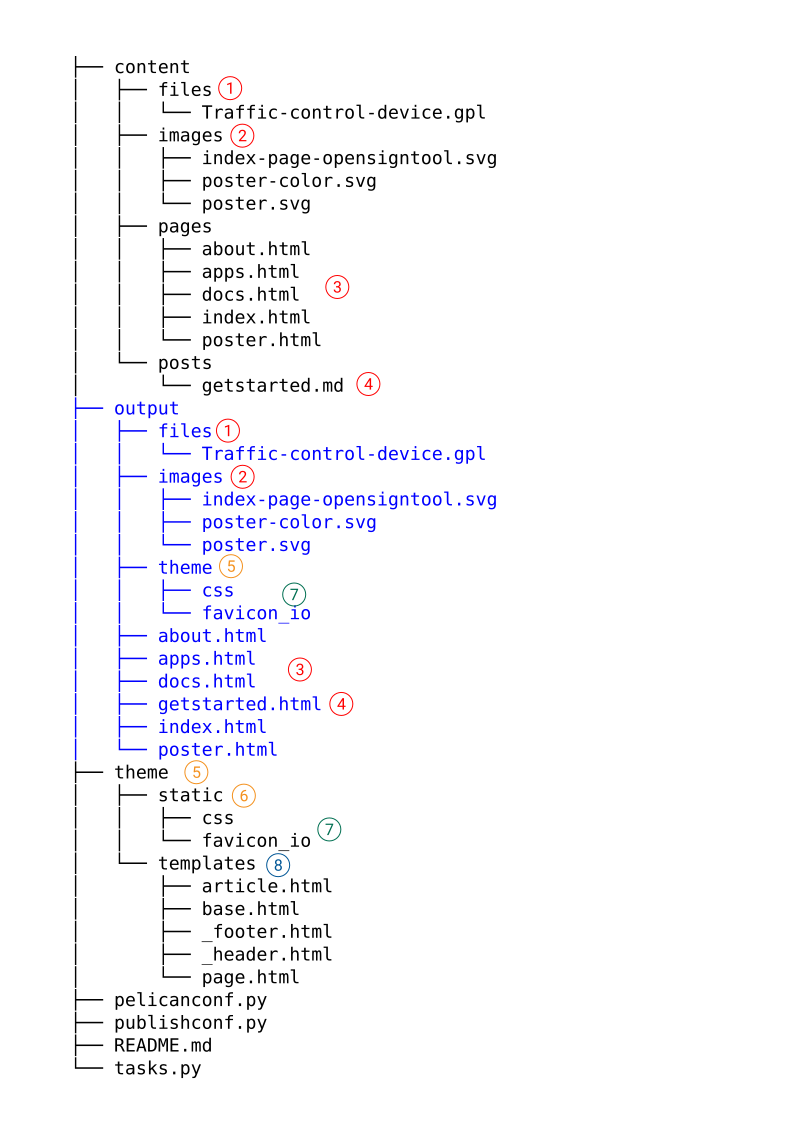 ├── content
│   ├── files ①
│   │   └── Traffic-control-device.gpl
│   ├── images ②
│   │   ├── index-page-opensigntool.svg
│   │   ├── poster-color.svg
│   │   └── poster.svg
│   ├── pages
│   │   ├── about.html
│   │   ├── apps.html
│   │   ├── docs.html ③
│   │   ├── index.html
│   │   └── poster.html
│   └── posts
│       └── getstarted.md ④
├── output
│   ├── files ①
│   │   └── Traffic-control-device.gpl
│   ├── images ②
│   │   ├── index-page-opensigntool.svg
│   │   ├── poster-color.svg
│   │   └── poster.svg
│   ├── theme ⑤
│   │   ├── css ⑦
│   │   └── favicon_io
│   ├── about.html
│   ├── apps.html ③
│   ├── docs.html
│   ├── getstarted.html ④
│   ├── index.html
│   └── poster.html
├── theme ⑤
│   ├── static ⑥
│   │   ├── css
│   │   └── favicon_io ⑦
│   └── templates ⑧
│       ├── article.html
│       ├── base.html
│       ├── _footer.html
│       ├── _header.html
│       └── page.html
├── pelicanconf.py
├── publishconf.py
├── README.md
└── tasks.py